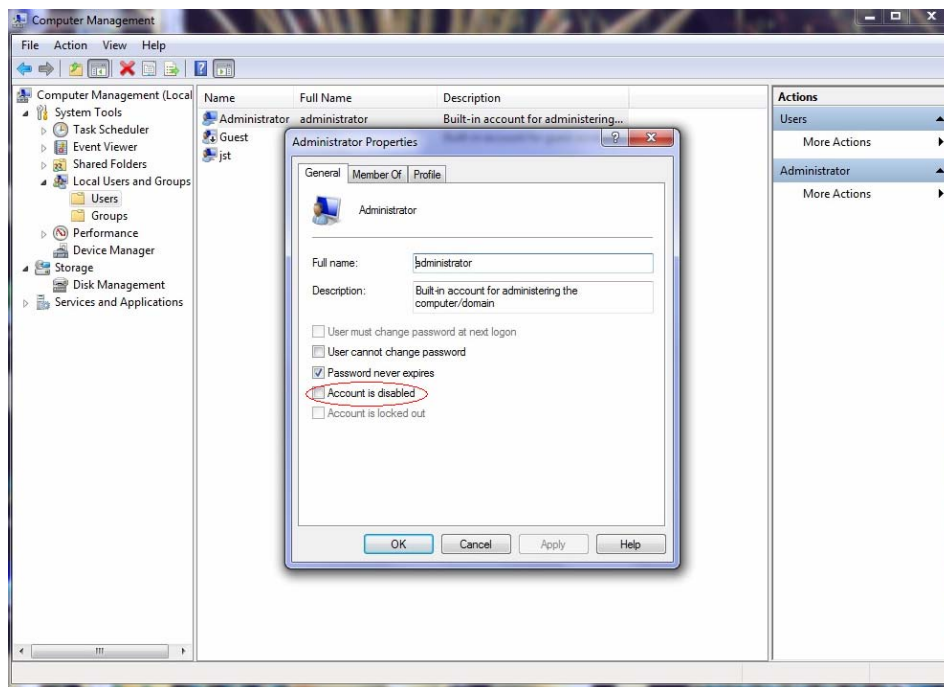 Computer Management
File Action View Help
Computer Management (Local
System Tools
Task Scheduler
Event Viewer
Shared Folders
Local Users and Groups
Users
Groups
Performance
Device Manager
Storage
Disk Management
Services and Applications
Name Full Name Description
Administrator administrator Built-in account for administering...
Guest
jst
Administrator Properties
General Member Of Profile
Administrator
Full name: administrator
Description: Built-in account for administering the
computer/domain
User must change password at next logon
User cannot change password
Password never expires
Account is disabled
Account is locked out
OK Cancel Apply Help
Actions
Users
More Actions
Administrator
More Actions